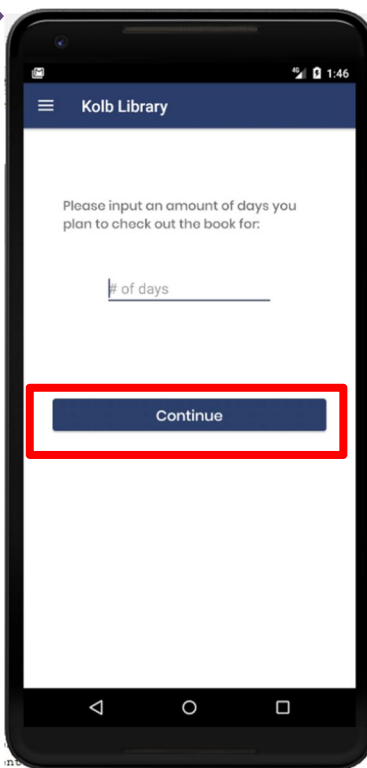 1:46
Kolb Library
Please input an amount of days you
plan to check out the book for:
# of days
Continue